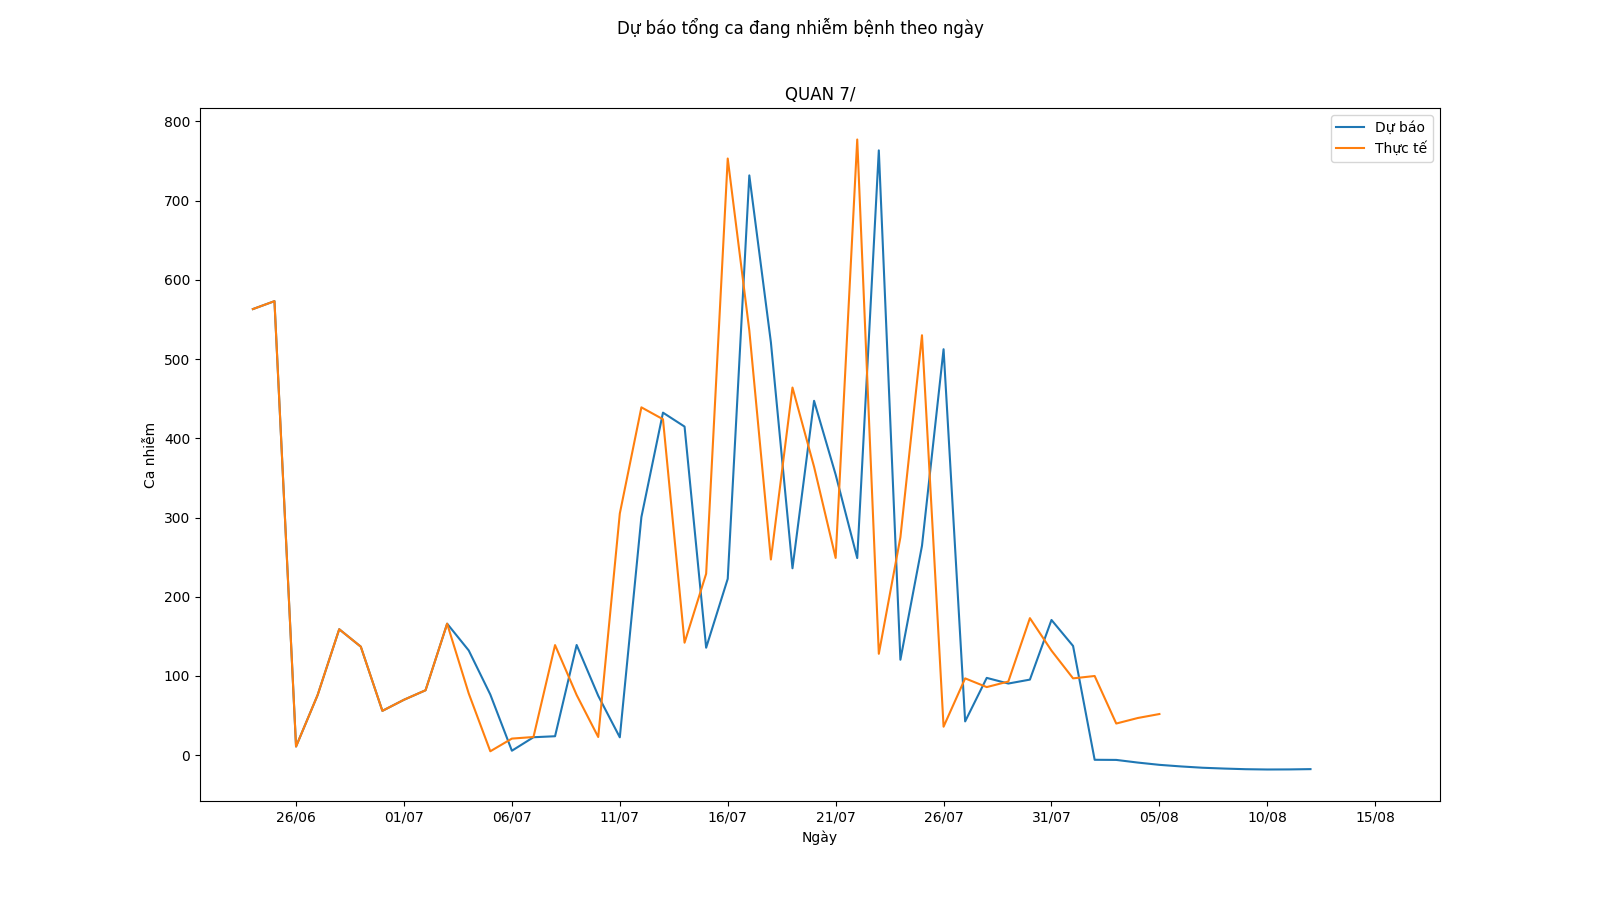 Dự báo tổng ca đang nhiễm bệnh theo ngày
QUAN 7/
Dự báo
Thực tế
Ca nhiễm
800
700
600
500
400
300
200
100
0
26/06 01/07 06/07 11/07 16/07 21/07 26/07 31/07 05/08 10/08 15/08
Ngày